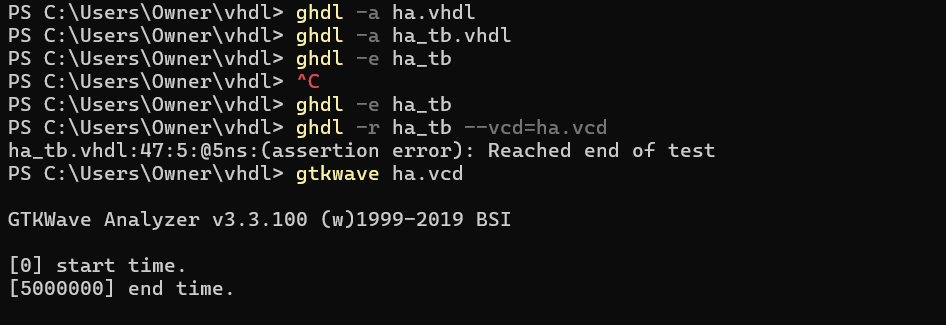 PS C:\Users\Owner\vhdl> ghdl -a ha.vhdl
PS C:\Users\Owner\vhdl> ghdl -a ha_tb.vhdl
PS C:\Users\Owner\vhdl> ghdl -e ha_tb
PS C:\Users\Owner\vhdl> ^C
PS C:\Users\Owner\vhdl> ghdl -e ha_tb
PS C:\Users\Owner\vhdl> ghdl -r ha_tb --vcd=ha.vcd
ha_tb.vhdl:47:5:@5ns:(assertion error): Reached end of test
PS C:\Users\Owner\vhdl> gtkwave ha.vcd
GTKWave Analyzer v3.3.100 (w)1999-2019 BSI
[0] start time.
[5000000] end time.